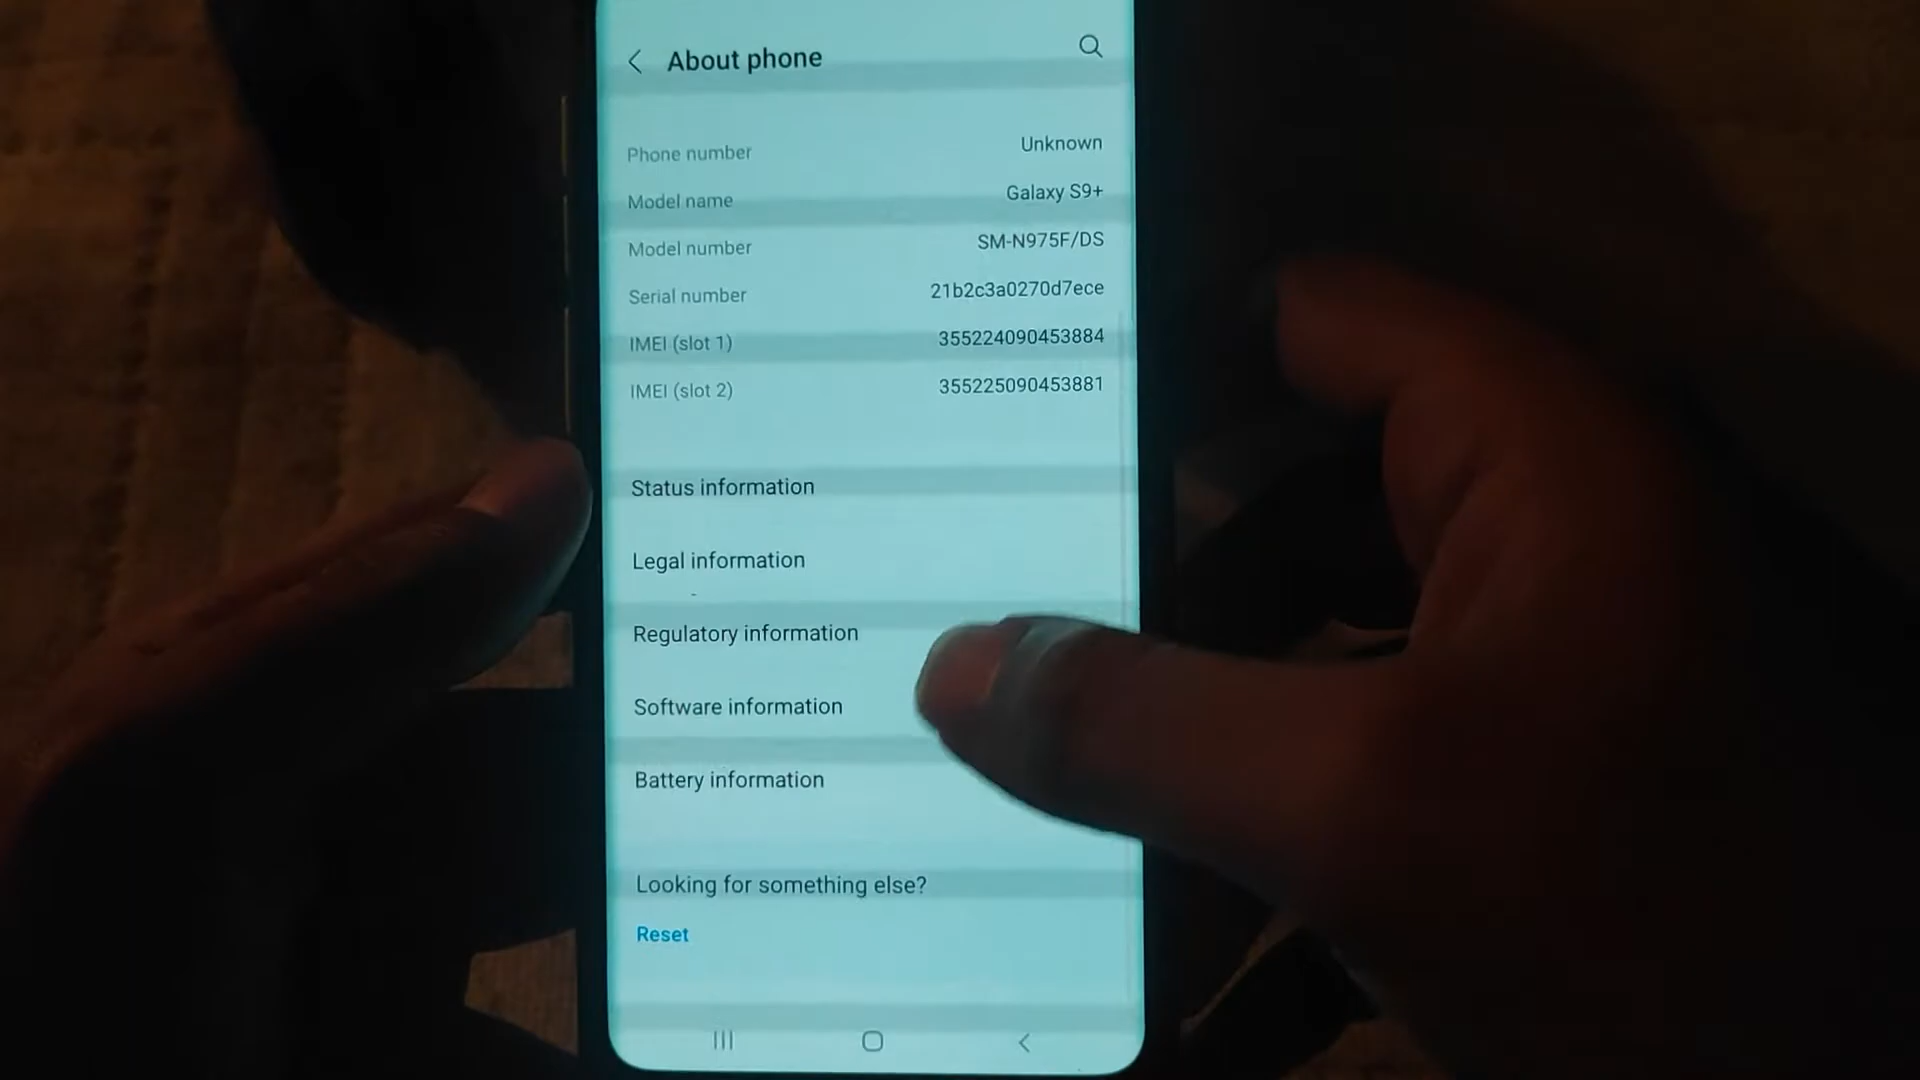 About phone
Phone number Unknown
Model name Galaxy S9+
Model number SM-N975F/DS
Serial number 21b2c3a0270d7ece
IMEI (slot 1) 355224090453884
IMEI (slot 2) 355225090453881
Status information
Legal information
Regulatory information
Software information
Battery information
Looking for something else?
Reset